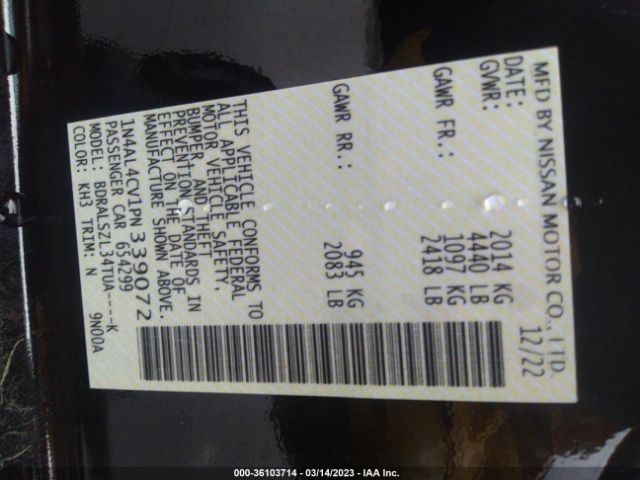 MFD BY NISSAN MOTOR CO., LTD.
DATE: 12/22
GVWR: 2014 KG
4440 LB
GAWR FR.: 1097 KG
2418 LB
GAWR RR.: 945 KG
2083 LB
THIS VEHICLE CONFORMS TO
ALL APPLICABLE FEDERAL
MOTOR VEHICLE SAFETY,
BUMPER, AND THEFT
PREVENTION STANDARDS IN
EFFECT ON THE DATE OF
MANUFACTURE SHOWN ABOVE.
1N4AL4CV1PN339072
PASSENGER CAR 654299
MODEL: BDRALSZL34TUA----K
COLOR: KH3 TRIM: N 9N00A
000-36103714 - 03/14/2023 - IAA Inc.